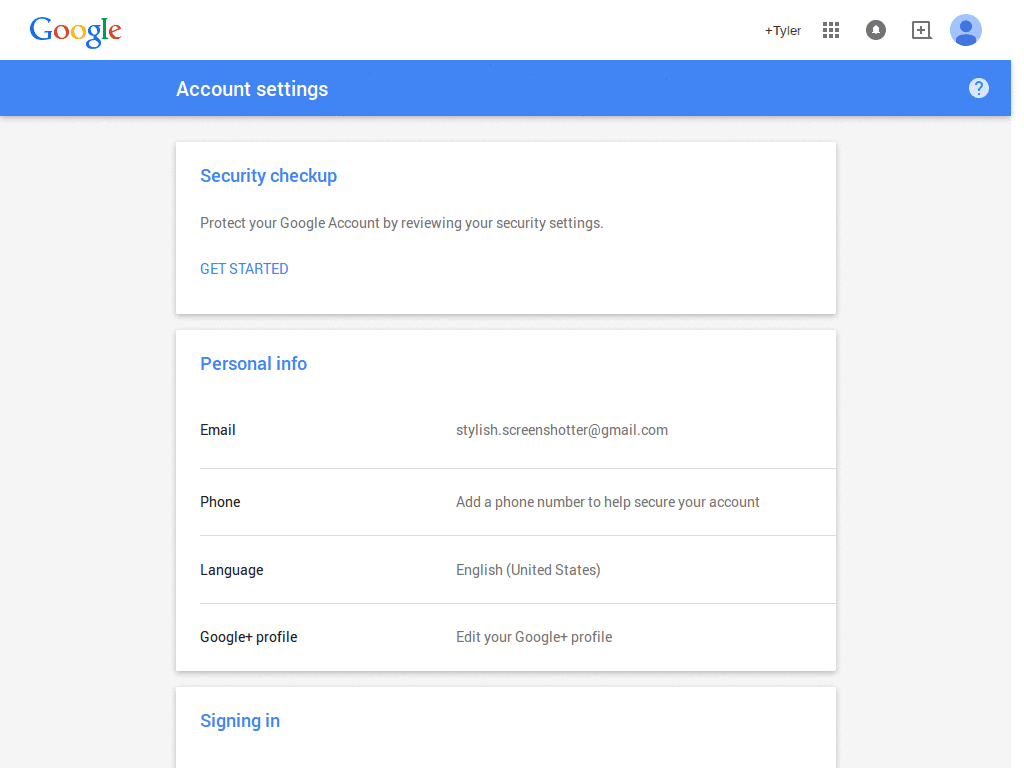 Google
+Tyler
Account settings
?
Security checkup
Protect your Google Account by reviewing your security settings.
GET STARTED
Personal info
Email stylish.screenshotter@gmail.com
Phone Add a phone number to help secure your account
Language English (United States)
Google+ profile Edit your Google+ profile
Signing in